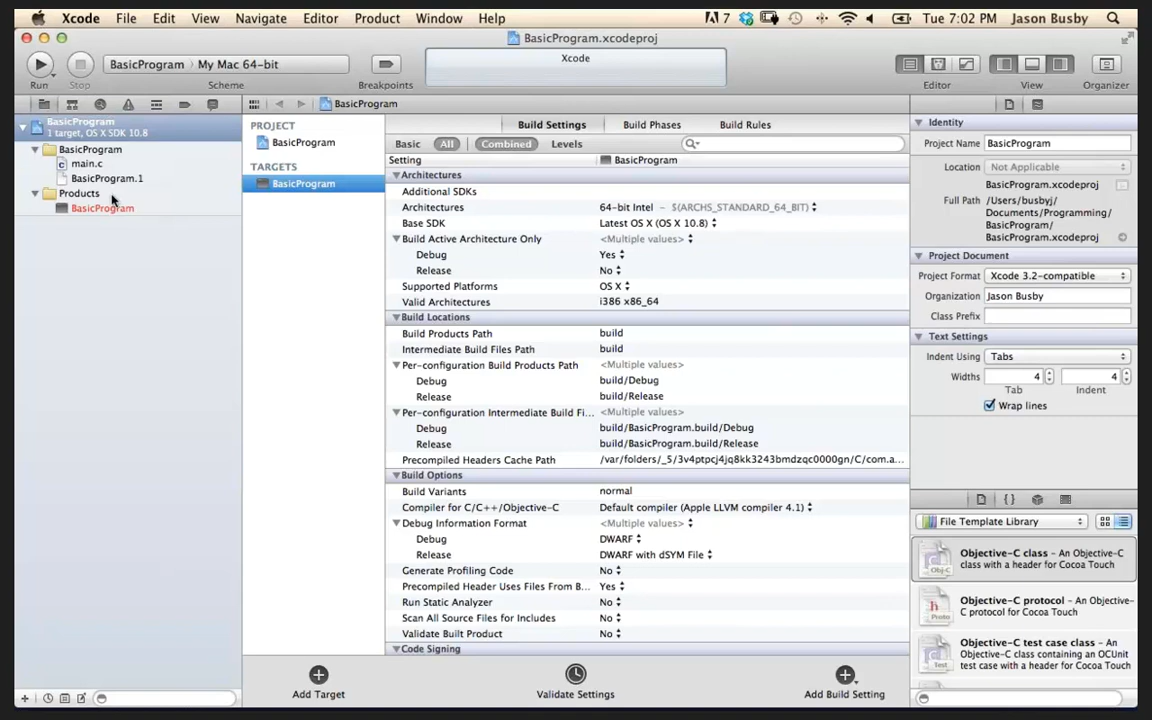 Xcode File Edit View Navigate Editor Product Window Help 7 Tue 7:02 PM Jason Busby
BasicProgram.xcodeproj
BasicProgram › My Mac 64-bit
Xcode
Run Stop Scheme Breakpoints Editor View Organizer
BasicProgram
1 target, OS X SDK 10.8
BasicProgram
main.c
BasicProgram.1
Products
BasicProgram
BasicProgram
PROJECT
BasicProgram
TARGETS
BasicProgram
Build Settings Build Phases Build Rules
Basic All Combined Levels
Setting BasicProgram
Architectures
Additional SDKs
Architectures 64-bit Intel – $(ARCHS_STANDARD_64_BIT)
Base SDK Latest OS X (OS X 10.8)
Build Active Architecture Only <Multiple values>
Debug Yes
Release No
Supported Platforms OS X
Valid Architectures i386 x86_64
Build Locations
Build Products Path build
Intermediate Build Files Path build
Per-configuration Build Products Path <Multiple values>
Debug build/Debug
Release build/Release
Per-configuration Intermediate Build Fi... <Multiple values>
Debug build/BasicProgram.build/Debug
Release build/BasicProgram.build/Release
Precompiled Headers Cache Path /var/folders/_5/3v4ptpcj4jq8kk3243bmdzqc0000gn/C/com.a...
Build Options
Build Variants normal
Compiler for C/C++/Objective-C Default compiler (Apple LLVM compiler 4.1)
Debug Information Format <Multiple values>
Debug DWARF
Release DWARF with dSYM File
Generate Profiling Code No
Precompiled Header Uses Files From B... Yes
Run Static Analyzer No
Scan All Source Files for Includes No
Validate Built Product No
Code Signing
Add Target Validate Settings Add Build Setting
Identity
Project Name BasicProgram
Location Not Applicable
BasicProgram.xcodeproj
Full Path /Users/busbyj/
Documents/Programming/
BasicProgram/
BasicProgram.xcodeproj
Project Document
Project Format Xcode 3.2-compatible
Organization Jason Busby
Class Prefix
Text Settings
Indent Using Tabs
Widths 4 4
Tab Indent
Wrap lines
{}
File Template Library
Objective-C class – An Objective-C
class with a header for Cocoa Touch
Objective-C protocol – An Objective-
C protocol for Cocoa Touch
Objective-C test case class – An
Objective-C class containing an OCUnit
test case with a header for Cocoa Touch